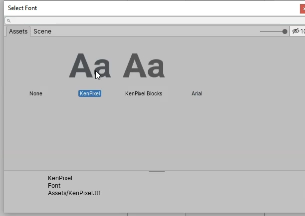 Select Font
Assets Scene
Aa Aa
None KenPixel KenPixel Blocks Arial
KenPixel
Font
Assets/KenPixel.ttf